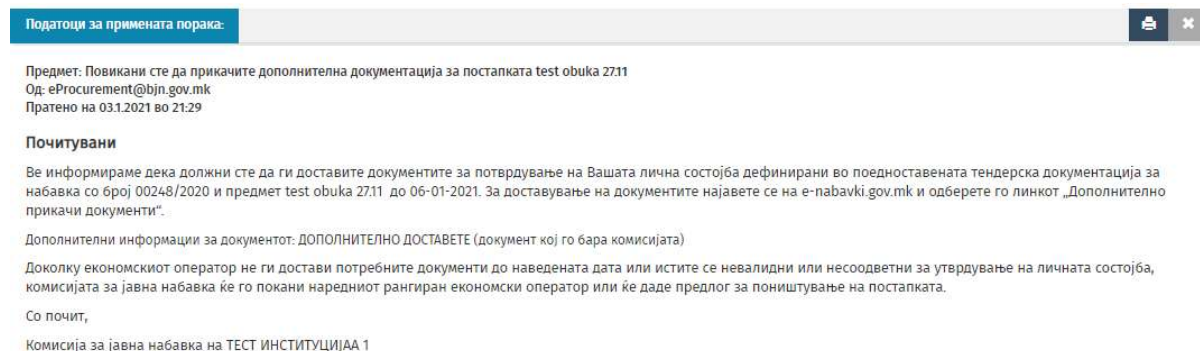 Податоци за примената порака:
Предмет: Повикани сте да прикачите дополнителна документација за постапката test obuka 27.11
Од: eProcurement@bjn.gov.mk
Пратено на 03.1.2021 во 21:29
Почитувани
Ве информираме дека должни сте да ги доставите документите за потврдување на Вашата лична состојба дефинирани во поедноставената тендерска документација за
набавка со број 00248/2020 и предмет test obuka 27.11 до 06-01-2021. За доставување на документите најавете се на e-nabavki.gov.mk и одберете го линкот „Дополнително
прикачи документи“.
Дополнителни информации за документот: ДОПОЛНИТЕЛНО ДОСТАВЕТЕ (документ кој го бара комисијата)
Доколку економскиот оператор не ги достави потребните документи до наведената дата или истите се невалидни или несоодветни за утврдување на личната состојба,
комисијата за јавна набавка ќе го покани наредниот рангиран економски оператор или ќе даде предлог за поништување на постапката.
Со почит,
Комисија за јавна набавка на ТЕСТ ИНСТИТУЦИЈАА 1